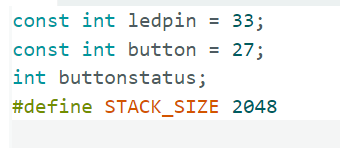 const int ledpin = 33;
const int button = 27;
int buttonstatus;
#define STACK_SIZE 2048